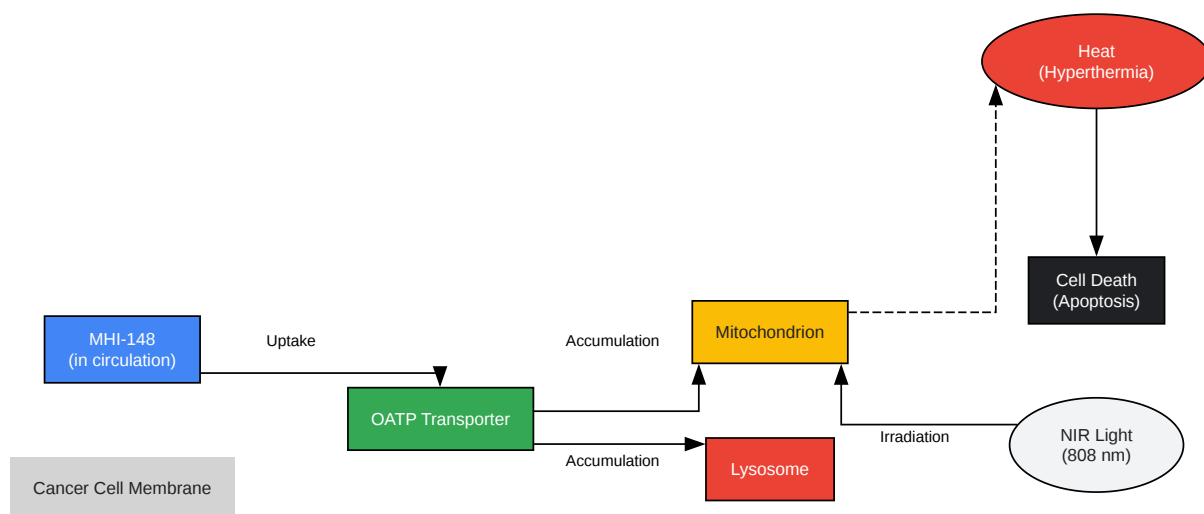 Heat
(Hyperthermia)
Cell Death
(Apoptosis)
MHI-148
(in circulation)
Uptake
Accumulation
Mitochondrion
OATP Transporter
Accumulation
Lysosome
Irradiation
NIR Light
(808 nm)
Cancer Cell Membrane